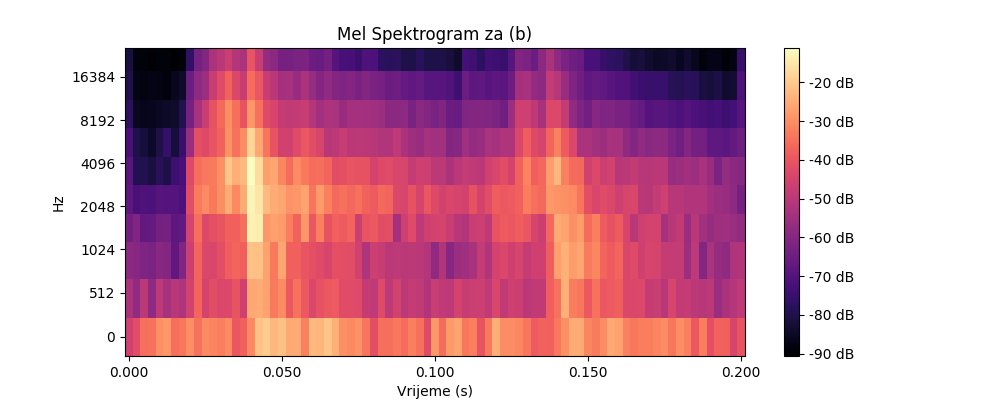 Mel Spektrogram za (b)
Hz
16384
8192
4096
2048
1024
512
0
0.000
0.050
0.100
0.150
0.200
Vrijeme (s)
-20 dB
-30 dB
-40 dB
-50 dB
-60 dB
-70 dB
-80 dB
-90 dB